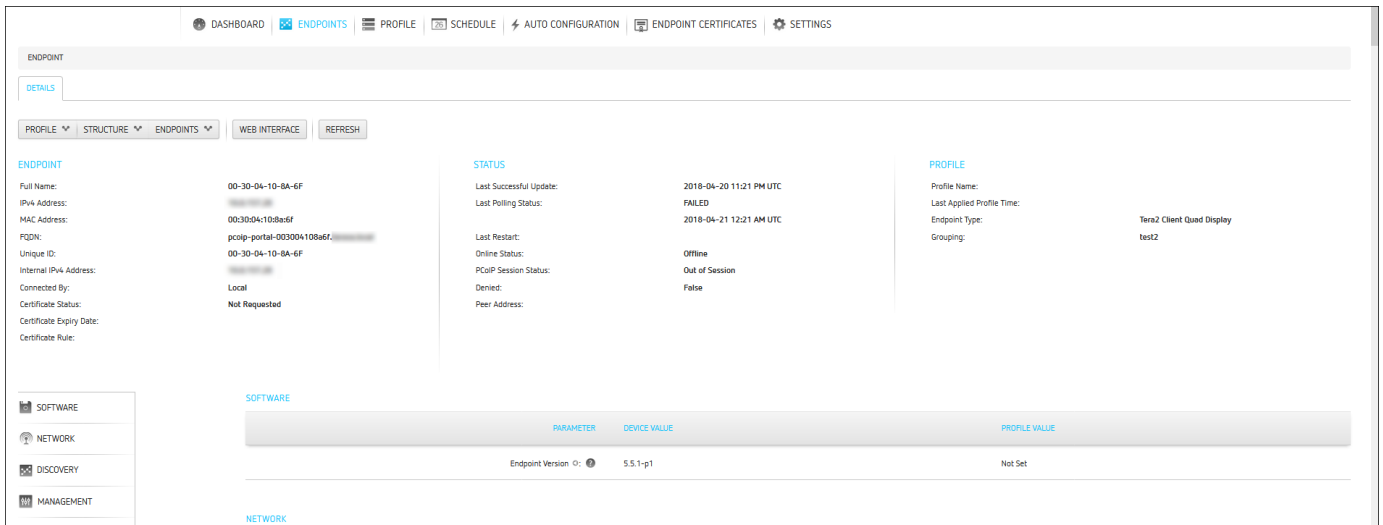 DASHBOARD ENDPOINTS PROFILE 26 SCHEDULE AUTO CONFIGURATION ENDPOINT CERTIFICATES SETTINGS
ENDPOINT
DETAILS
PROFILE STRUCTURE ENDPOINTS WEB INTERFACE REFRESH
ENDPOINT
Full Name: 00-30-04-10-8A-6F
IPv4 Address:
MAC Address: 00:30:04:10:8a:6f
FQDN: pcoip-portal-003004108a6f.
Unique ID: 00-30-04-10-8A-6F
Internal IPv4 Address:
Connected By: Local
Certificate Status: Not Requested
Certificate Expiry Date:
Certificate Rule:
STATUS
Last Successful Update: 2018-04-20 11:21 PM UTC
Last Polling Status: FAILED
2018-04-21 12:21 AM UTC
Last Restart:
Online Status: Offline
PCoIP Session Status: Out of Session
Denied: False
Peer Address:
PROFILE
Profile Name:
Last Applied Profile Time:
Endpoint Type: Tera2 Client Quad Display
Grouping: test2
SOFTWARE
NETWORK
DISCOVERY
MANAGEMENT
SOFTWARE
PARAMETER DEVICE VALUE PROFILE VALUE
Endpoint Version : ? 5.5.1-p1 Not Set
NETWORK